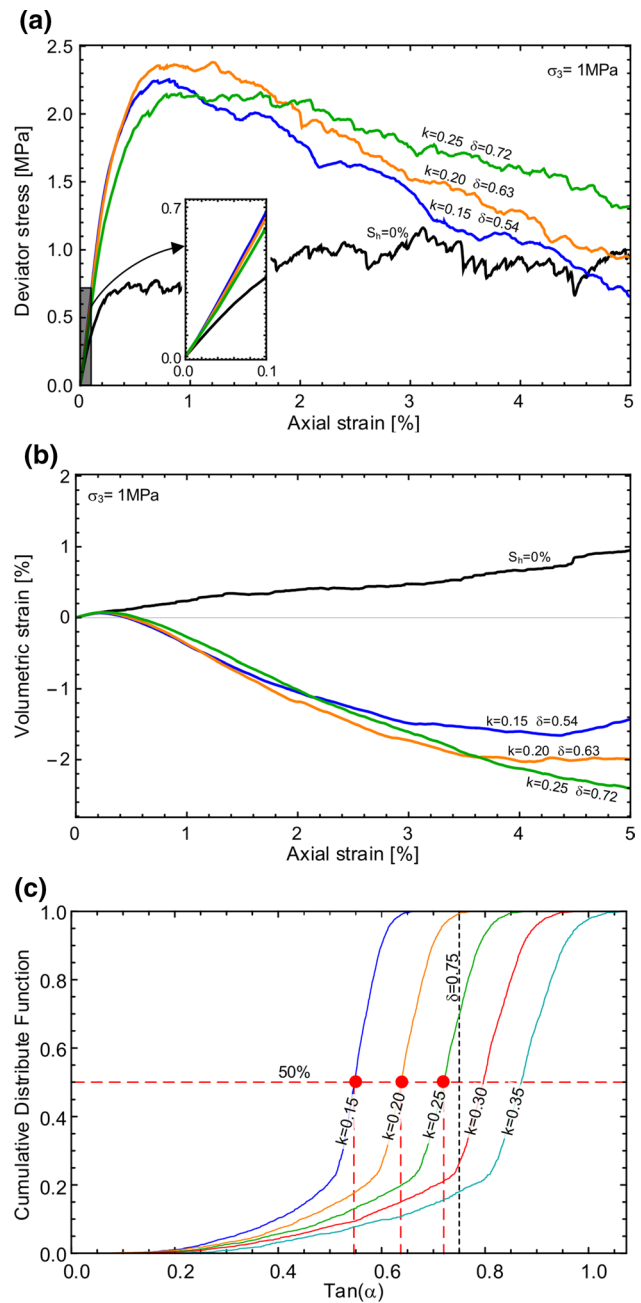 (a)
2.5
2.0
1.5
1.0
0.5
0.0
Deviator stress [MPa]
σ3= 1MPa
k=0.25 δ=0.72
k=0.20 δ=0.63
k=0.15 δ=0.54
Sh=0%
0.7
0.0
0.0
0.1
0
1
2
3
4
5
Axial strain [%]
(b)
2
1
0
−1
−2
Volumetric strain [%]
σ3= 1MPa
Sh=0%
k=0.15 δ=0.54
k=0.20 δ=0.63
k=0.25 δ=0.72
0
1
2
3
4
5
Axial strain [%]
(c)
1.0
0.8
0.6
0.4
0.2
0.0
Cumulative Distribute Function
δ=0.75
50%
k=0.15
k=0.20
k=0.25
k=0.30
k=0.35
0.0
0.2
0.4
0.6
0.8
1.0
Tan(α)